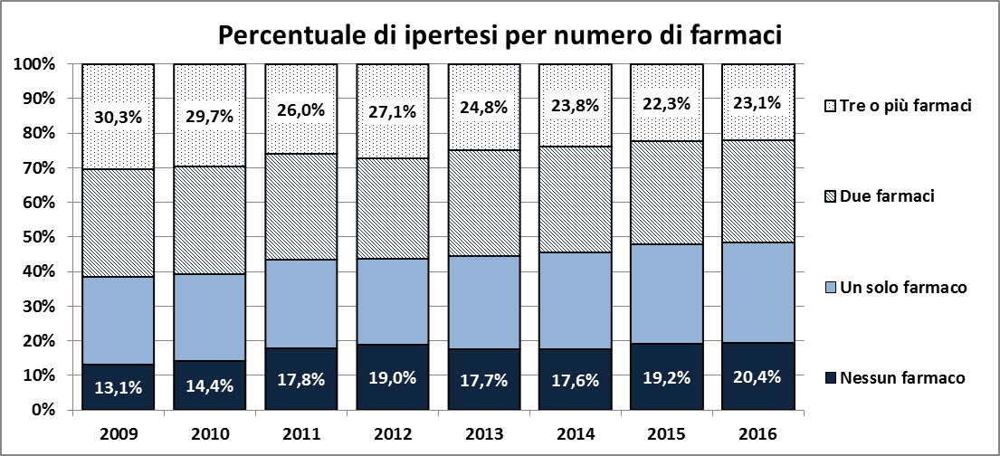 Percentuale di ipertesi per numero di farmaci
100%
90%
80%
70%
60%
50%
40%
30%
20%
10%
0%
30,3% 29,7% 26,0% 27,1% 24,8% 23,8% 22,3% 23,1%
13,1% 14,4% 17,8% 19,0% 17,7% 17,6% 19,2% 20,4%
2009 2010 2011 2012 2013 2014 2015 2016
Tre o più farmaci
Due farmaci
Un solo farmaco
Nessun farmaco